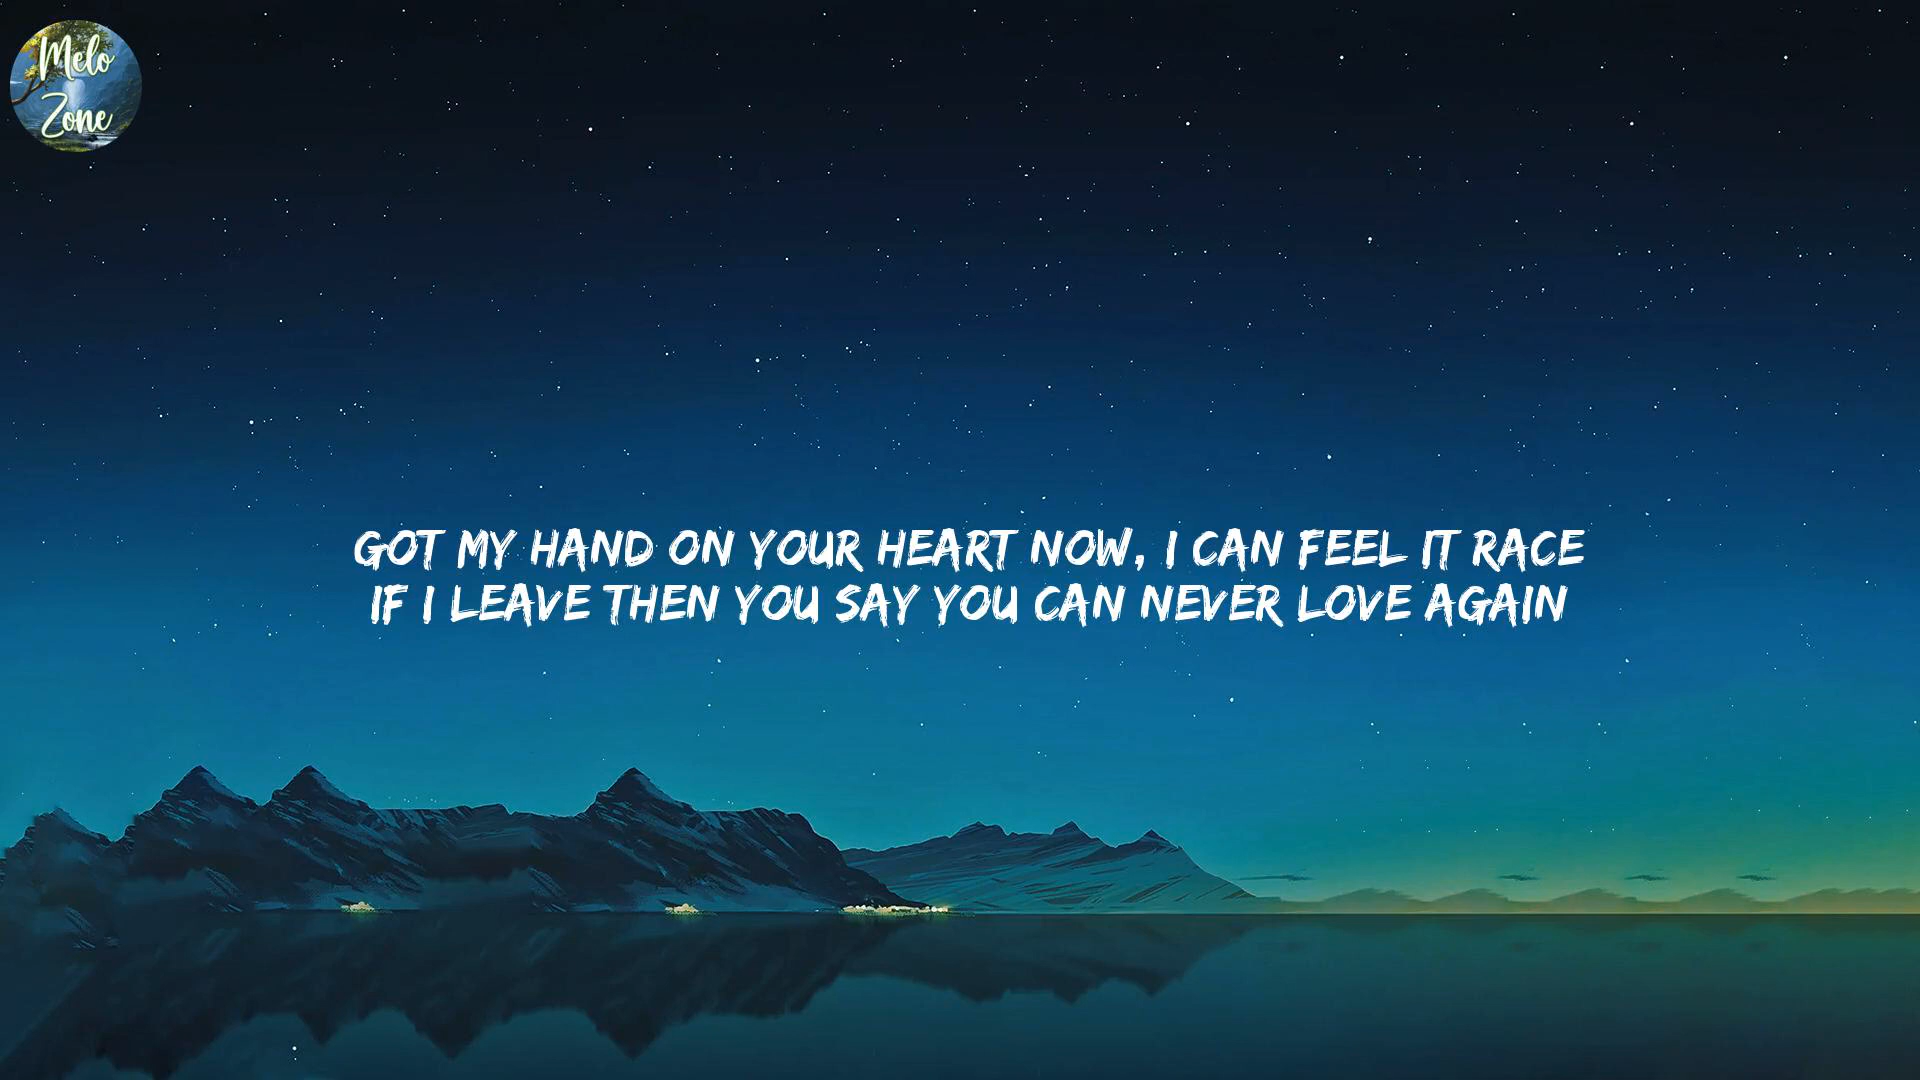 Melo
Zone
GOT MY HAND ON YOUR HEART NOW, I CAN FEEL IT RACE
IF I LEAVE THEN YOU SAY YOU CAN NEVER LOVE AGAIN